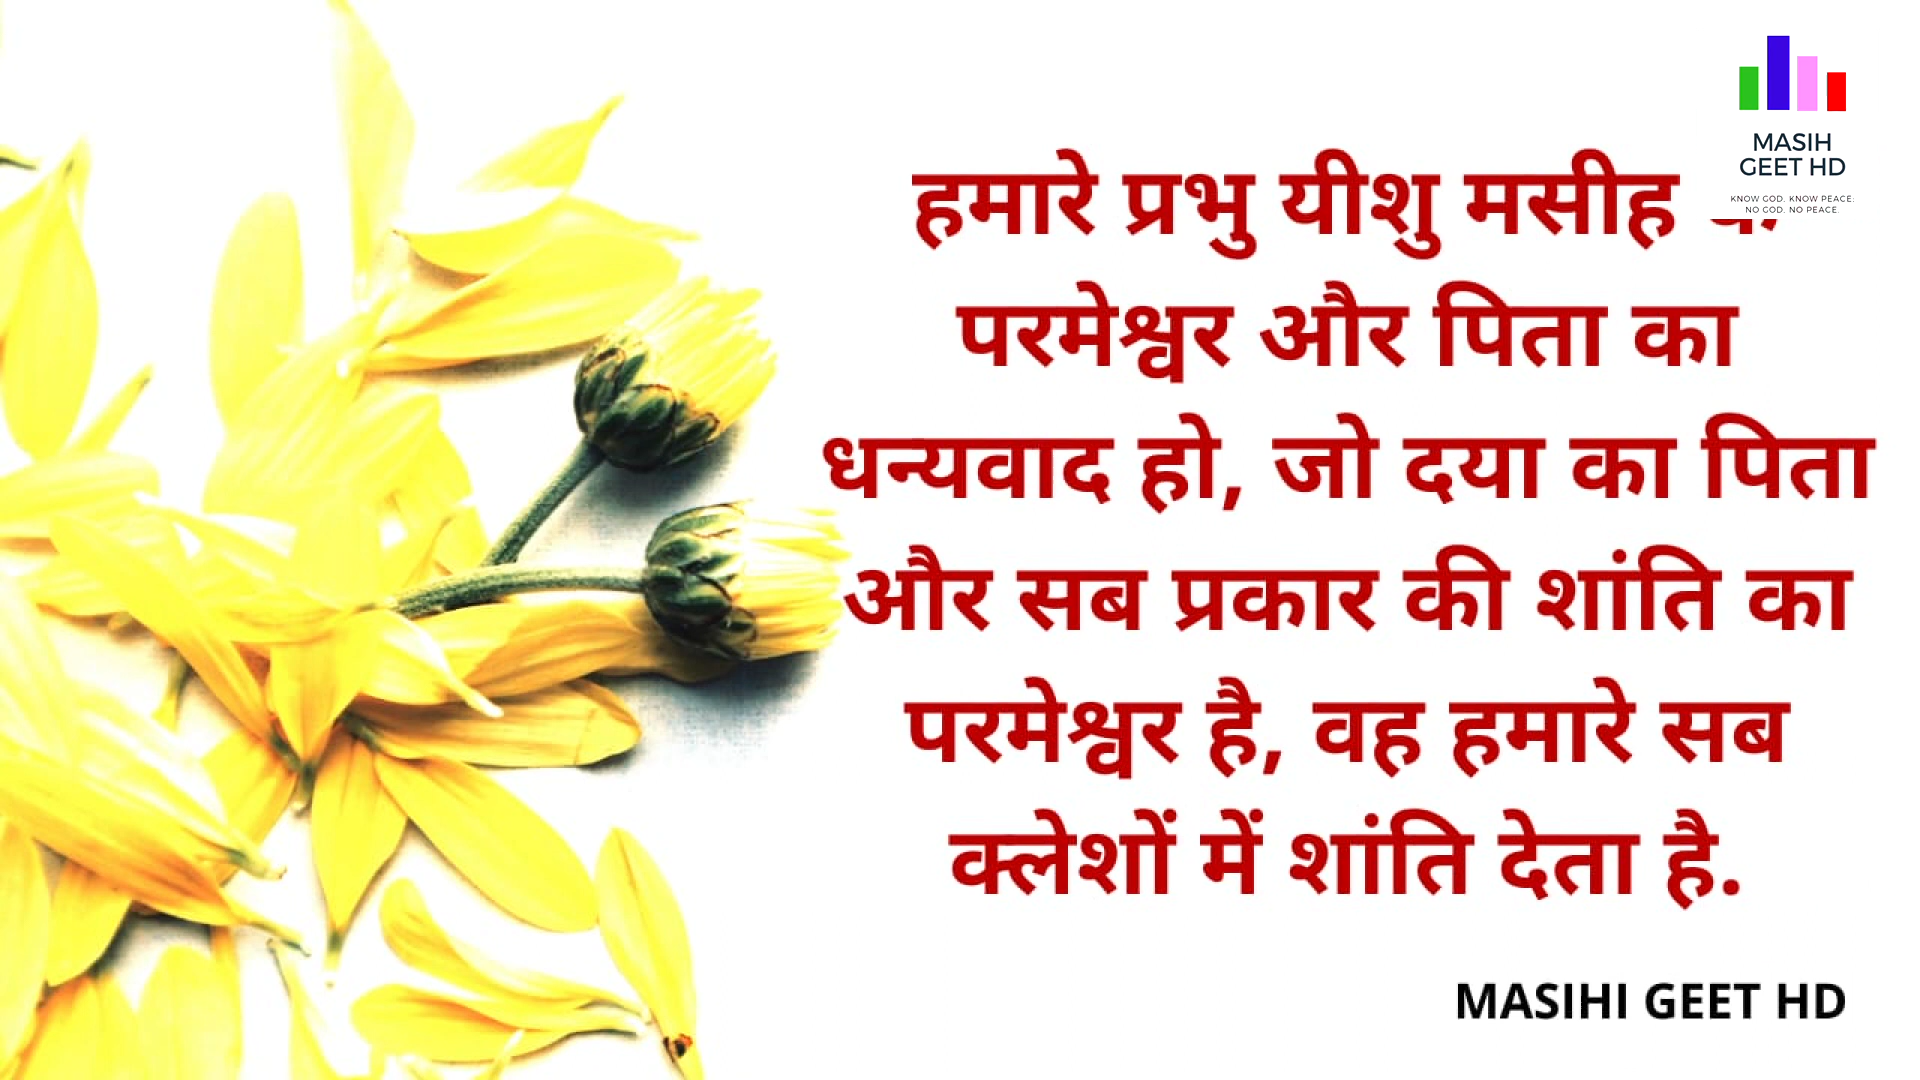 MASIH
GEET HD
KNOW GOD, KNOW PEACE:
NO GOD, NO PEACE.
हमारे प्रभु यीशु मसीह
परमेश्वर और पिता का
धन्यवाद हो, जो दया का पिता
और सब प्रकार की शांति का
परमेश्वर है, वह हमारे सब
क्लेशों में शांति देता है.
MASIHI GEET HD